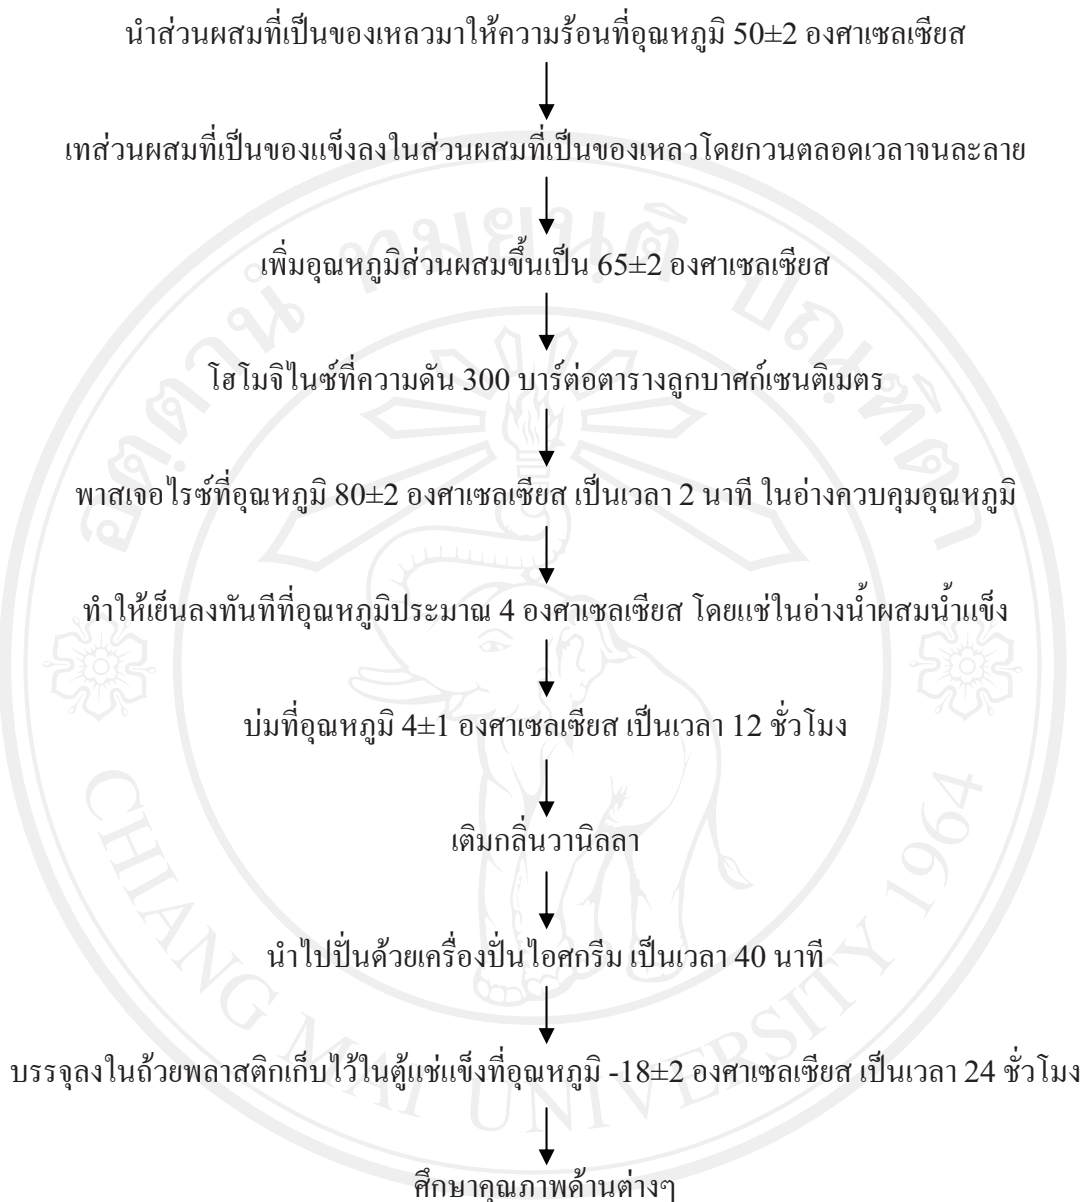 นำส่วนผสมที่เป็นของเหลวมาให้ความร้อนที่อุณหภูมิ 50±2 องศาเซลเซียส
เทส่วนผสมที่เป็นของแข็งลงในส่วนผสมที่เป็นของเหลวโดยกวนตลอดเวลาจนละลาย
เพิ่มอุณหภูมิส่วนผสมขึ้นเป็น 65±2 องศาเซลเซียส
โฮโมจิไนซ์ที่ความดัน 300 บาร์ต่อตารางลูกบาศก์เซนติเมตร
พาสเจอไรซ์ที่อุณหภูมิ 80±2 องศาเซลเซียส เป็นเวลา 2 นาที ในอ่างควบคุมอุณหภูมิ
ทำให้เย็นลงทันทีที่อุณหภูมิประมาณ 4 องศาเซลเซียส โดยแช่ในอ่างน้ำผสมน้ำแข็ง
บ่มที่อุณหภูมิ 4±1 องศาเซลเซียส เป็นเวลา 12 ชั่วโมง
เติมกลิ่นวานิลลา
นำไปปั่นด้วยเครื่องปั่นไอศกรีม เป็นเวลา 40 นาที
บรรจุลงในถ้วยพลาสติกเก็บไว้ในตู้แช่แข็งที่อุณหภูมิ -18±2 องศาเซลเซียส เป็นเวลา 24 ชั่วโมง
ศึกษาคุณภาพด้านต่างๆ
อตฺตานํ ทมยนฺติ ปณฺฑิตา
CHIANG MAI UNIVERSITY 1964